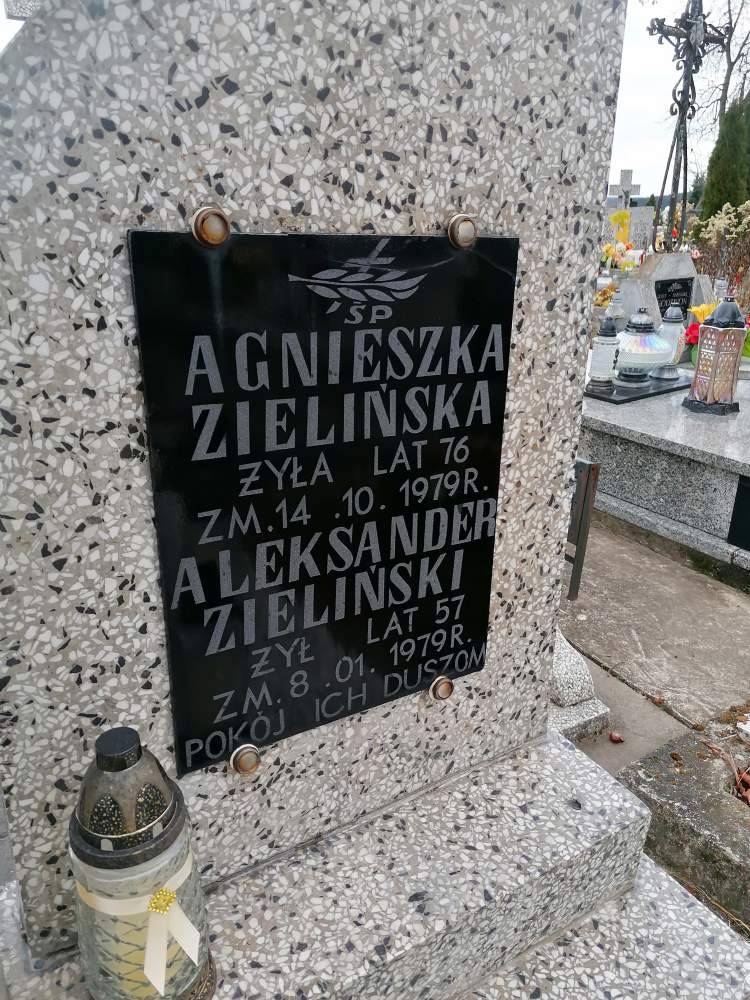 ŚP
AGNIESZKA
ZIELIŃSKA
ŻYŁA LAT 76
ZM. 14 .10. 1979R.
ALEKSANDER
ZIELIŃSKI
ŻYŁ LAT 57
ZM. 8 .01. 1979R.
POKÓJ ICH DUSZOM